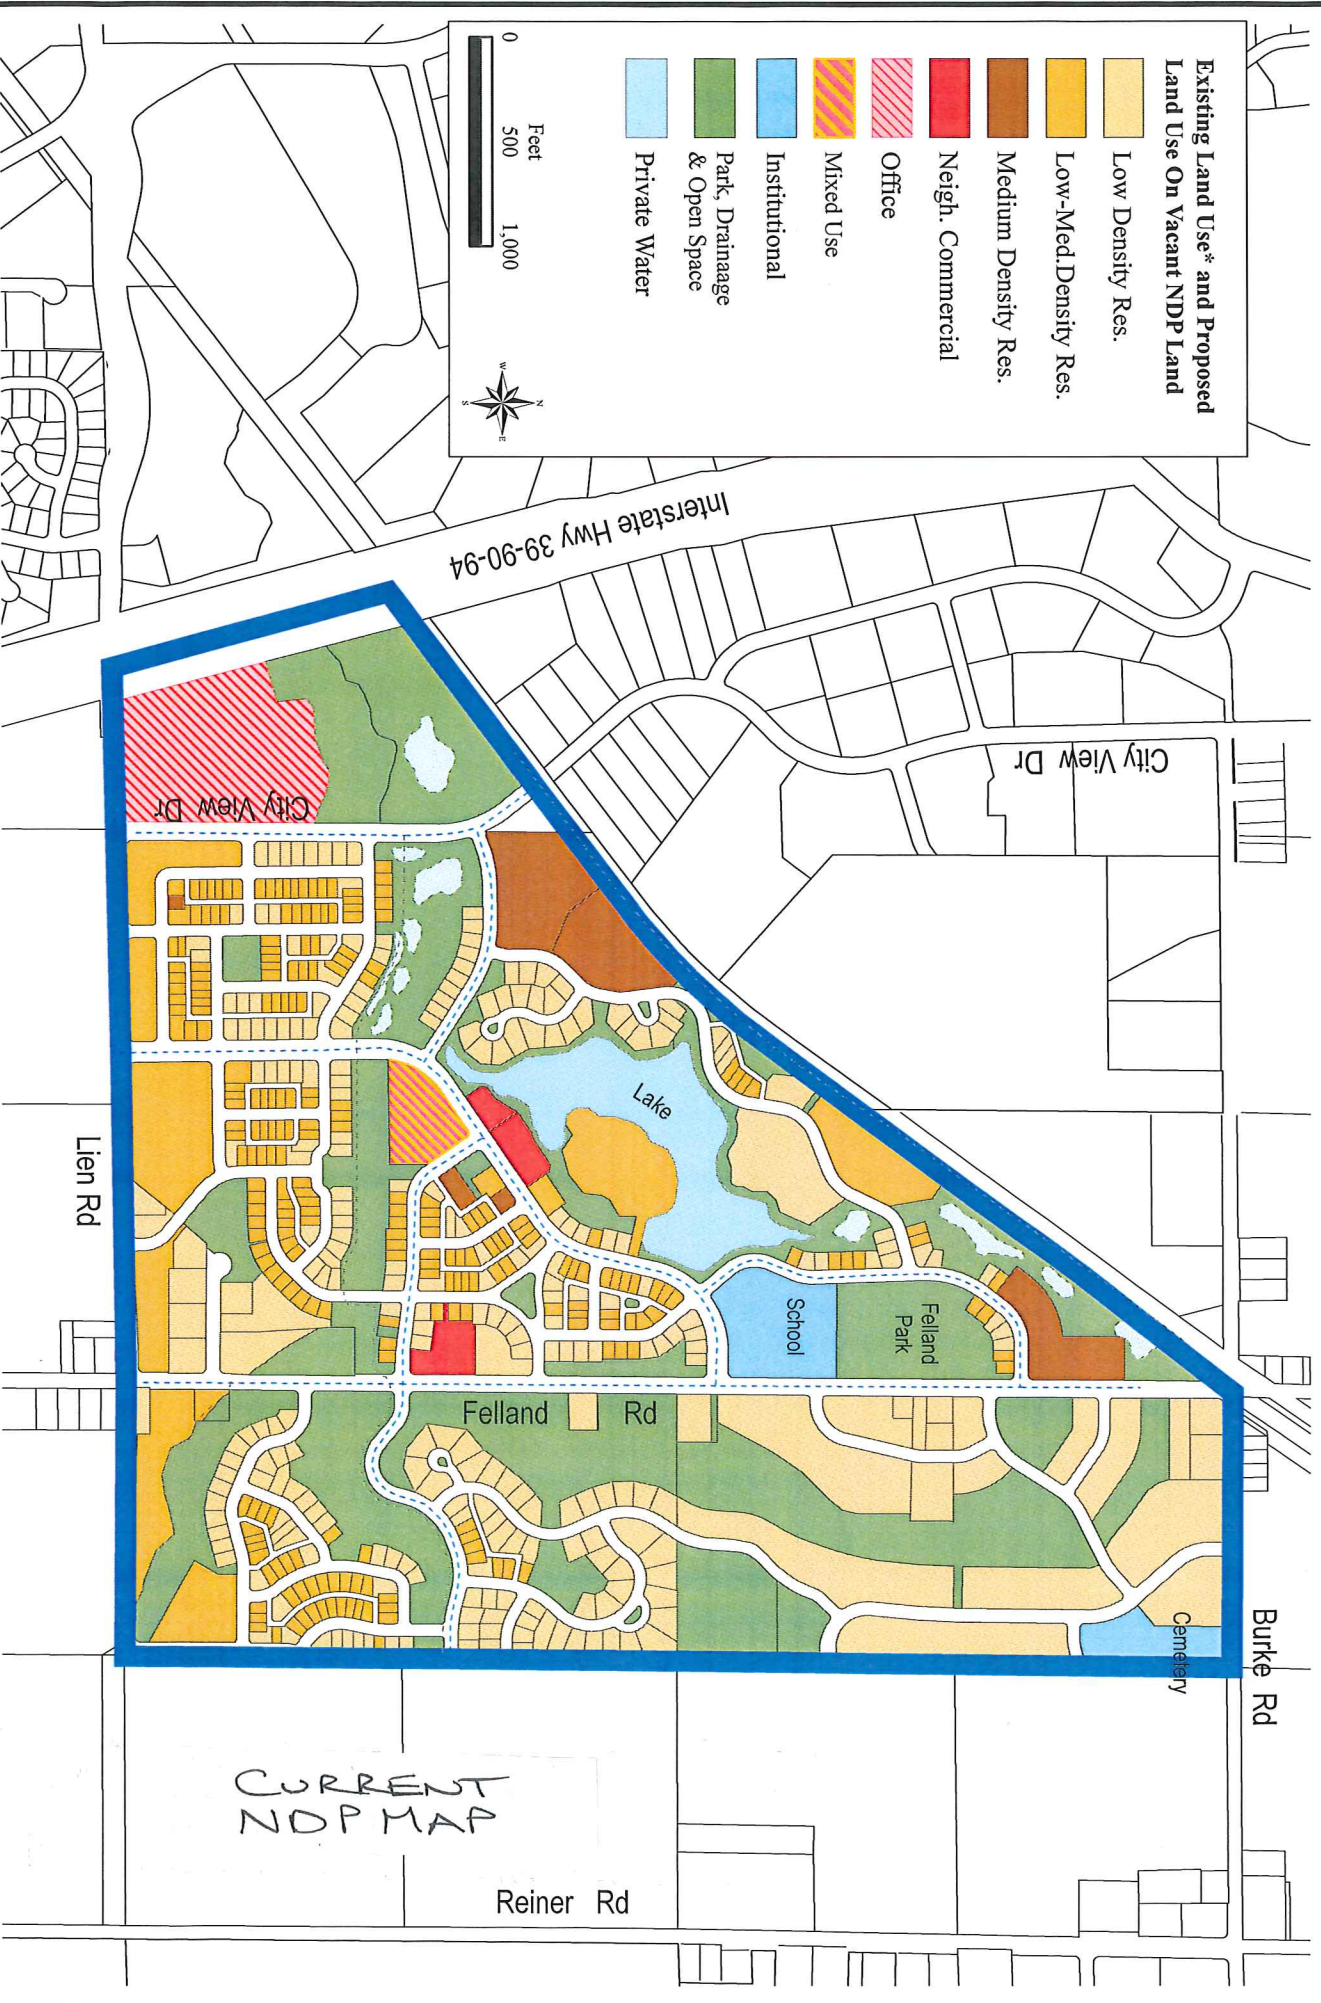 Existing Land Use* and Proposed
Land Use On Vacant NDP Land
Low Density Res.
Low-Med.Density Res.
Medium Density Res.
Neigh. Commercial
Office
Mixed Use
Institutional
Park, Drainaage
& Open Space
Private Water
Feet
0 500 1,000
N
W
E
S
Interstate Hwy 39-90-94
City View Dr
City View Dr
Lake
School
Felland
Park
Felland Rd
Lien Rd
Burke Rd
Cemetery
CURRENT
NDP MAP
Reiner Rd